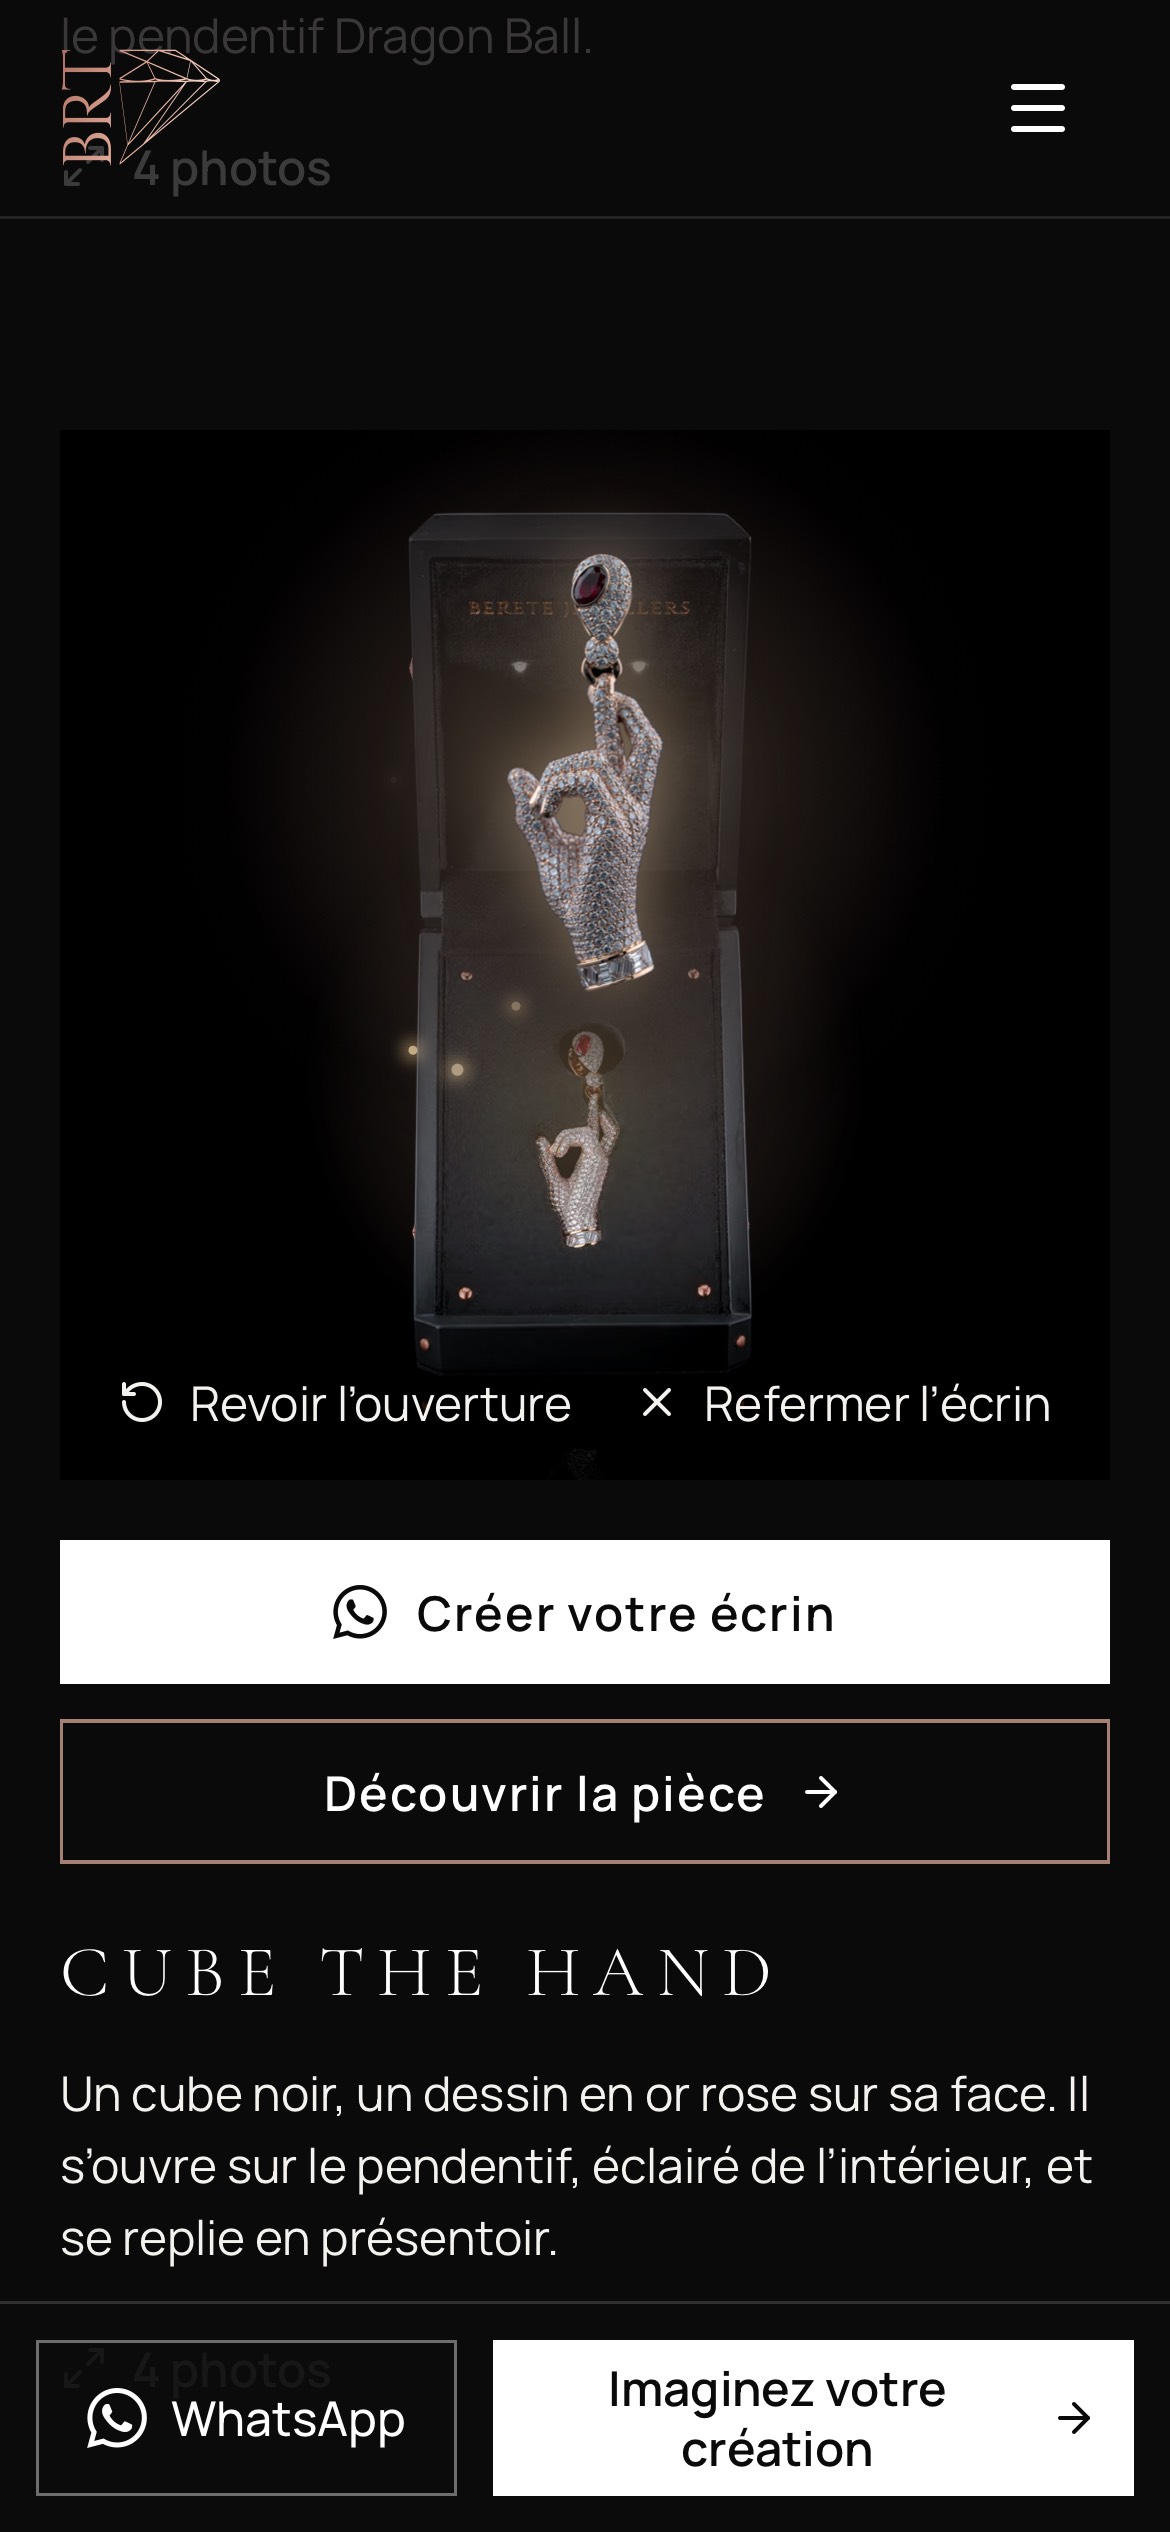 le pendentif Dragon Ball.
BRT
4 photos
BERETE J LLERS
Revoir l’ouverture
Refermer l’écrin
Créer votre écrin
Découvrir la pièce
CUBE THE HAND
Un cube noir, un dessin en or rose sur sa face. Il
s’ouvre sur le pendentif, éclairé de l’intérieur, et
se replie en présentoir.
4 photos
WhatsApp
Imaginez votre
création